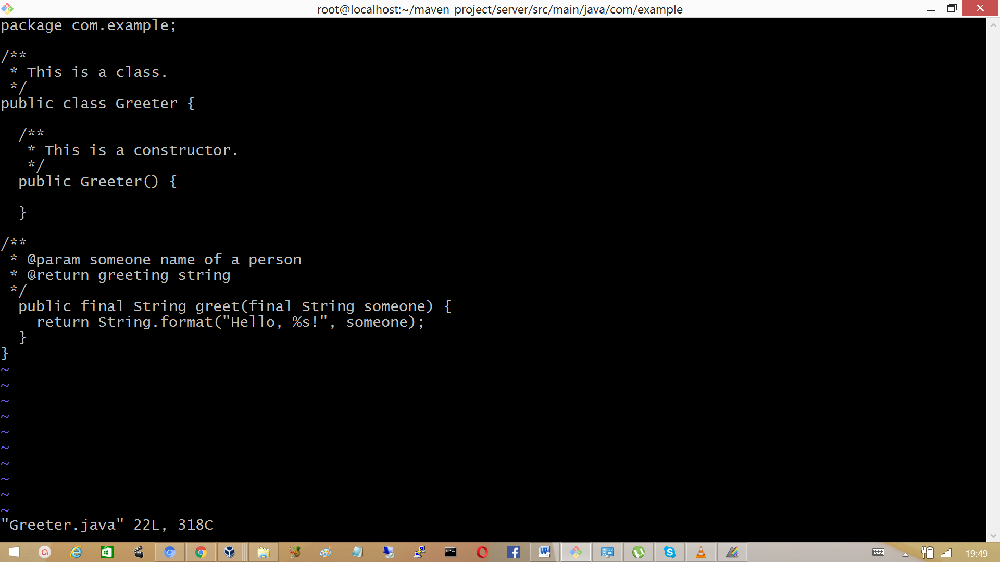 root@localhost:~/maven-project/server/src/main/java/com/example
package com.example;
/**
 * This is a class.
 */
public class Greeter {
  /**
   * This is a constructor.
   */
  public Greeter() {
  }
/**
 * @param someone name of a person
 * @return greeting string
 */
  public final String greet(final String someone) {
    return String.format("Hello, %s!", someone);
  }
}
~
~
~
~
~
~
~
~
~
~
"Greeter.java" 22L, 318C
19:49